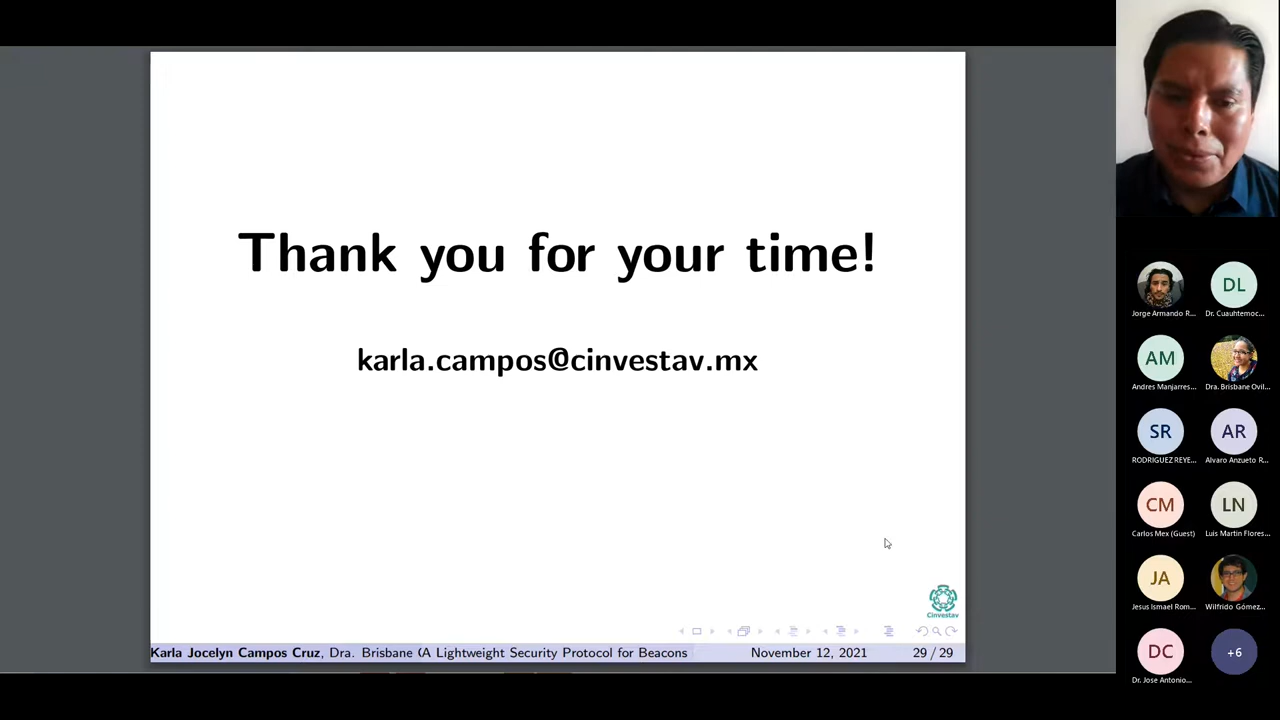 Thank you for your time!
karla.campos@cinvestav.mx
Cinvestav
Karla Jocelyn Campos Cruz, Dra. Brisbane (A Lightweight Security Protocol for Beacons
November 12, 2021
29 / 29
Jorge Armando R...
DL
Dr. Cuauhtemoc...
AM
Andres Manjarres...
Dra. Brisbane Ovil...
SR
RODRIGUEZ REYE...
AR
Alvaro Anzueto R...
CM
Carlos Mex (Guest)
LN
Luis Martin Flores...
JA
Jesus Ismael Rom...
Wilfrido Gómez...
DC
Dr. Jose Antonio...
+6